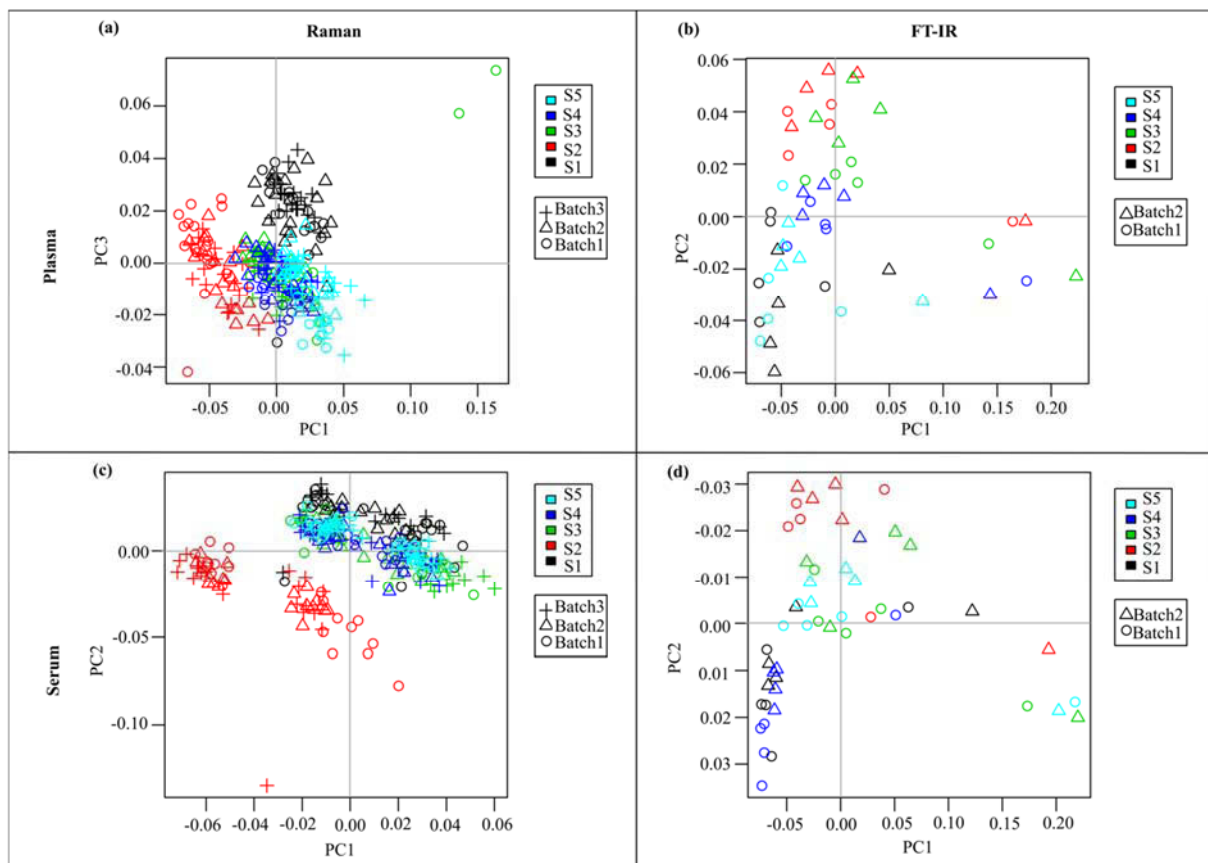 (a) Raman
(b) FT-IR
Plasma
PC3
0.06
0.04
0.02
0.00
-0.02
-0.04
-0.05 0.00 0.05 0.10 0.15
PC1
S5
S4
S3
S2
S1
Batch3
Batch2
Batch1
PC2
0.06
0.04
0.02
0.00
-0.02
-0.04
-0.06
-0.05 0.00 0.05 0.10 0.15 0.20
PC1
S5
S4
S3
S2
S1
Batch2
Batch1
(c)
Serum
PC2
0.00
-0.05
-0.10
-0.06 -0.04 -0.02 0.00 0.02 0.04 0.06
PC1
S5
S4
S3
S2
S1
Batch3
Batch2
Batch1
(d)
PC2
-0.03
-0.02
-0.01
0.00
0.01
0.02
0.03
-0.05 0.00 0.05 0.10 0.15 0.20
PC1
S5
S4
S3
S2
S1
Batch2
Batch1